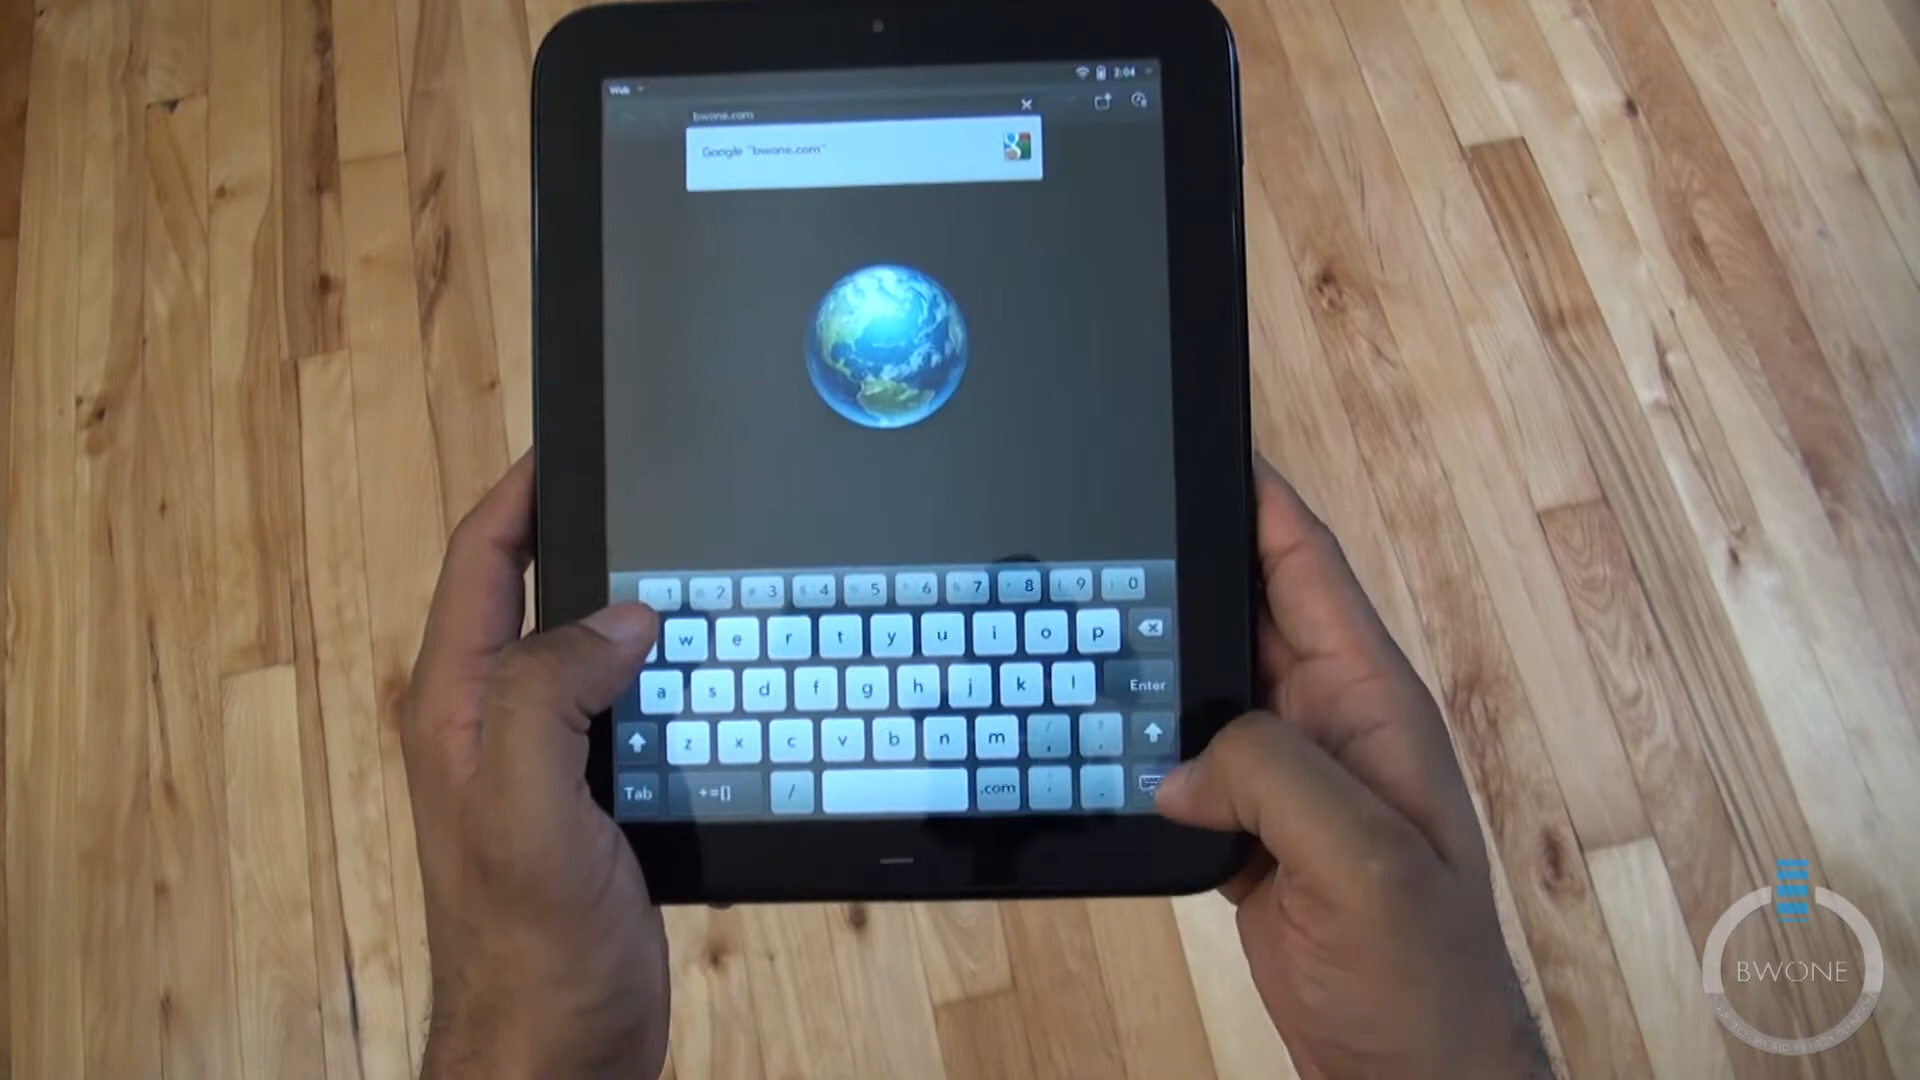 Web
2:04
bwone.com
Google "bwone.com"
1 2 3 4 5 6 7 8 9 0
w e r t y u i o p
a s d f g h j k l Enter
z x c v b n m
Tab +=[] / .com
BWONE